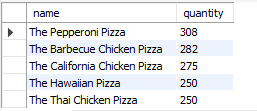 name quantity
The Pepperoni Pizza 308
The Barbecue Chicken Pizza 282
The California Chicken Pizza 275
The Hawaiian Pizza 250
The Thai Chicken Pizza 250